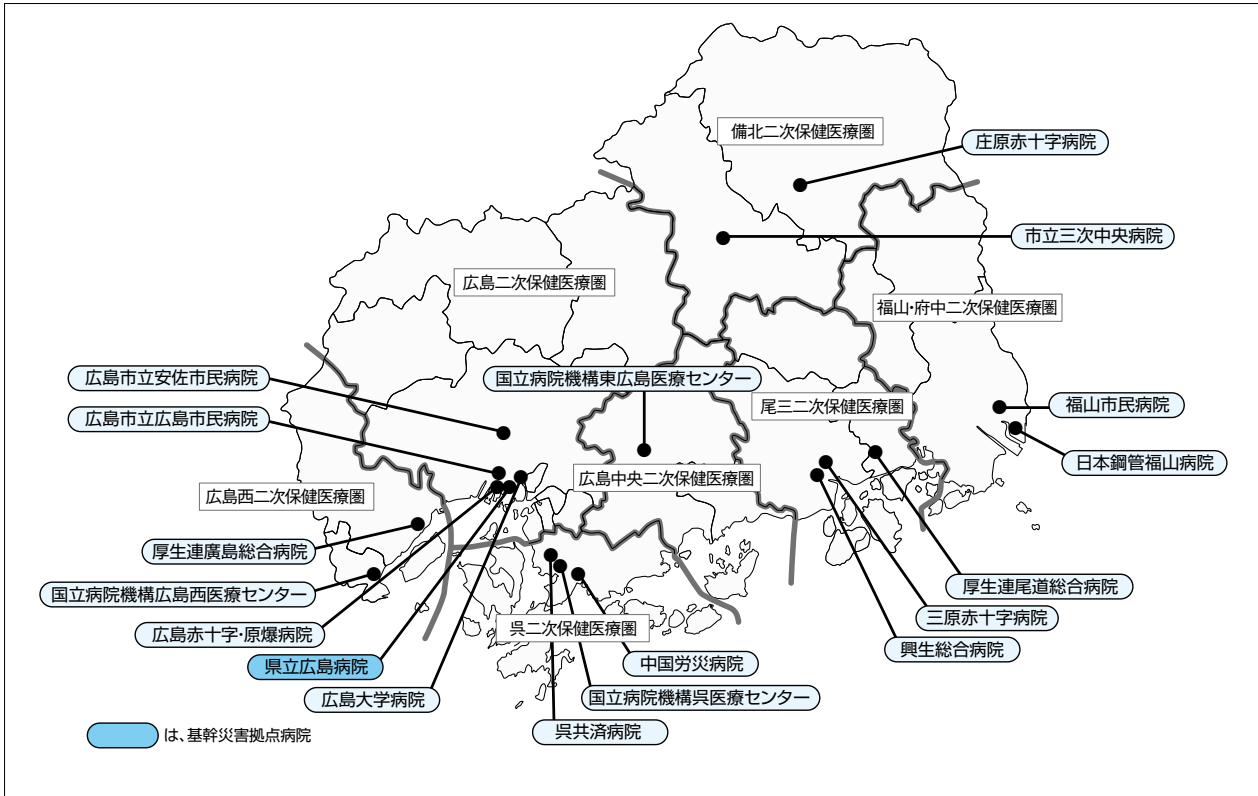 備北二次保健医療圏
庄原赤十字病院
市立三次中央病院
広島二次保健医療圏
福山・府中二次保健医療圏
広島市立安佐市民病院
国立病院機構東広島医療センター
尾三二次保健医療圏
福山市民病院
広島市立広島市民病院
日本鋼管福山病院
広島中央二次保健医療圏
広島西二次保健医療圏
厚生連廣島総合病院
国立病院機構広島西医療センター
厚生連尾道総合病院
三原赤十字病院
広島赤十字・原爆病院
呉二次保健医療圏
興生総合病院
県立広島病院
中国労災病院
広島大学病院
国立病院機構呉医療センター
呉共済病院
は、基幹災害拠点病院